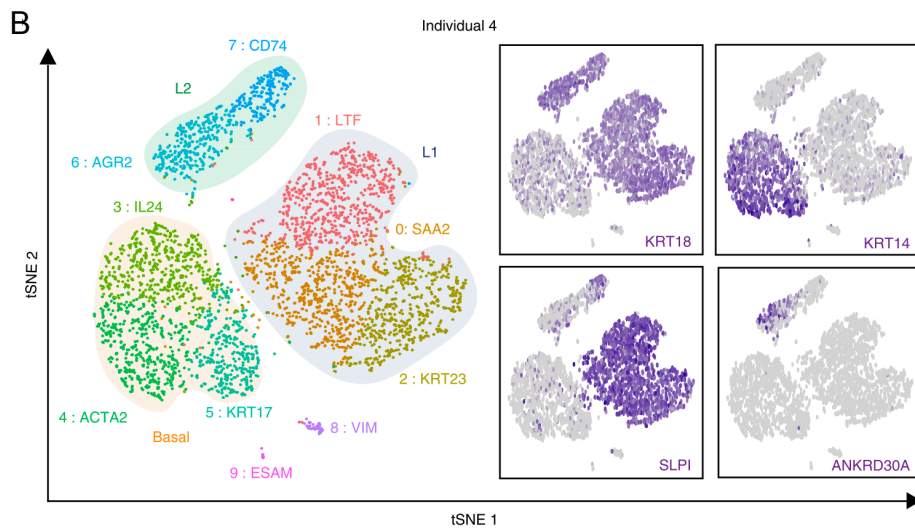 B
Individual 4
7 : CD74
L2
1 : LTF
L1
6 : AGR2
3 : IL24
0 : SAA2
KRT18
KRT14
tSNE 2
2 : KRT23
4 : ACTA2
5 : KRT17
Basal
8 : VIM
9 : ESAM
SLPI
ANKRD30A
tSNE 1